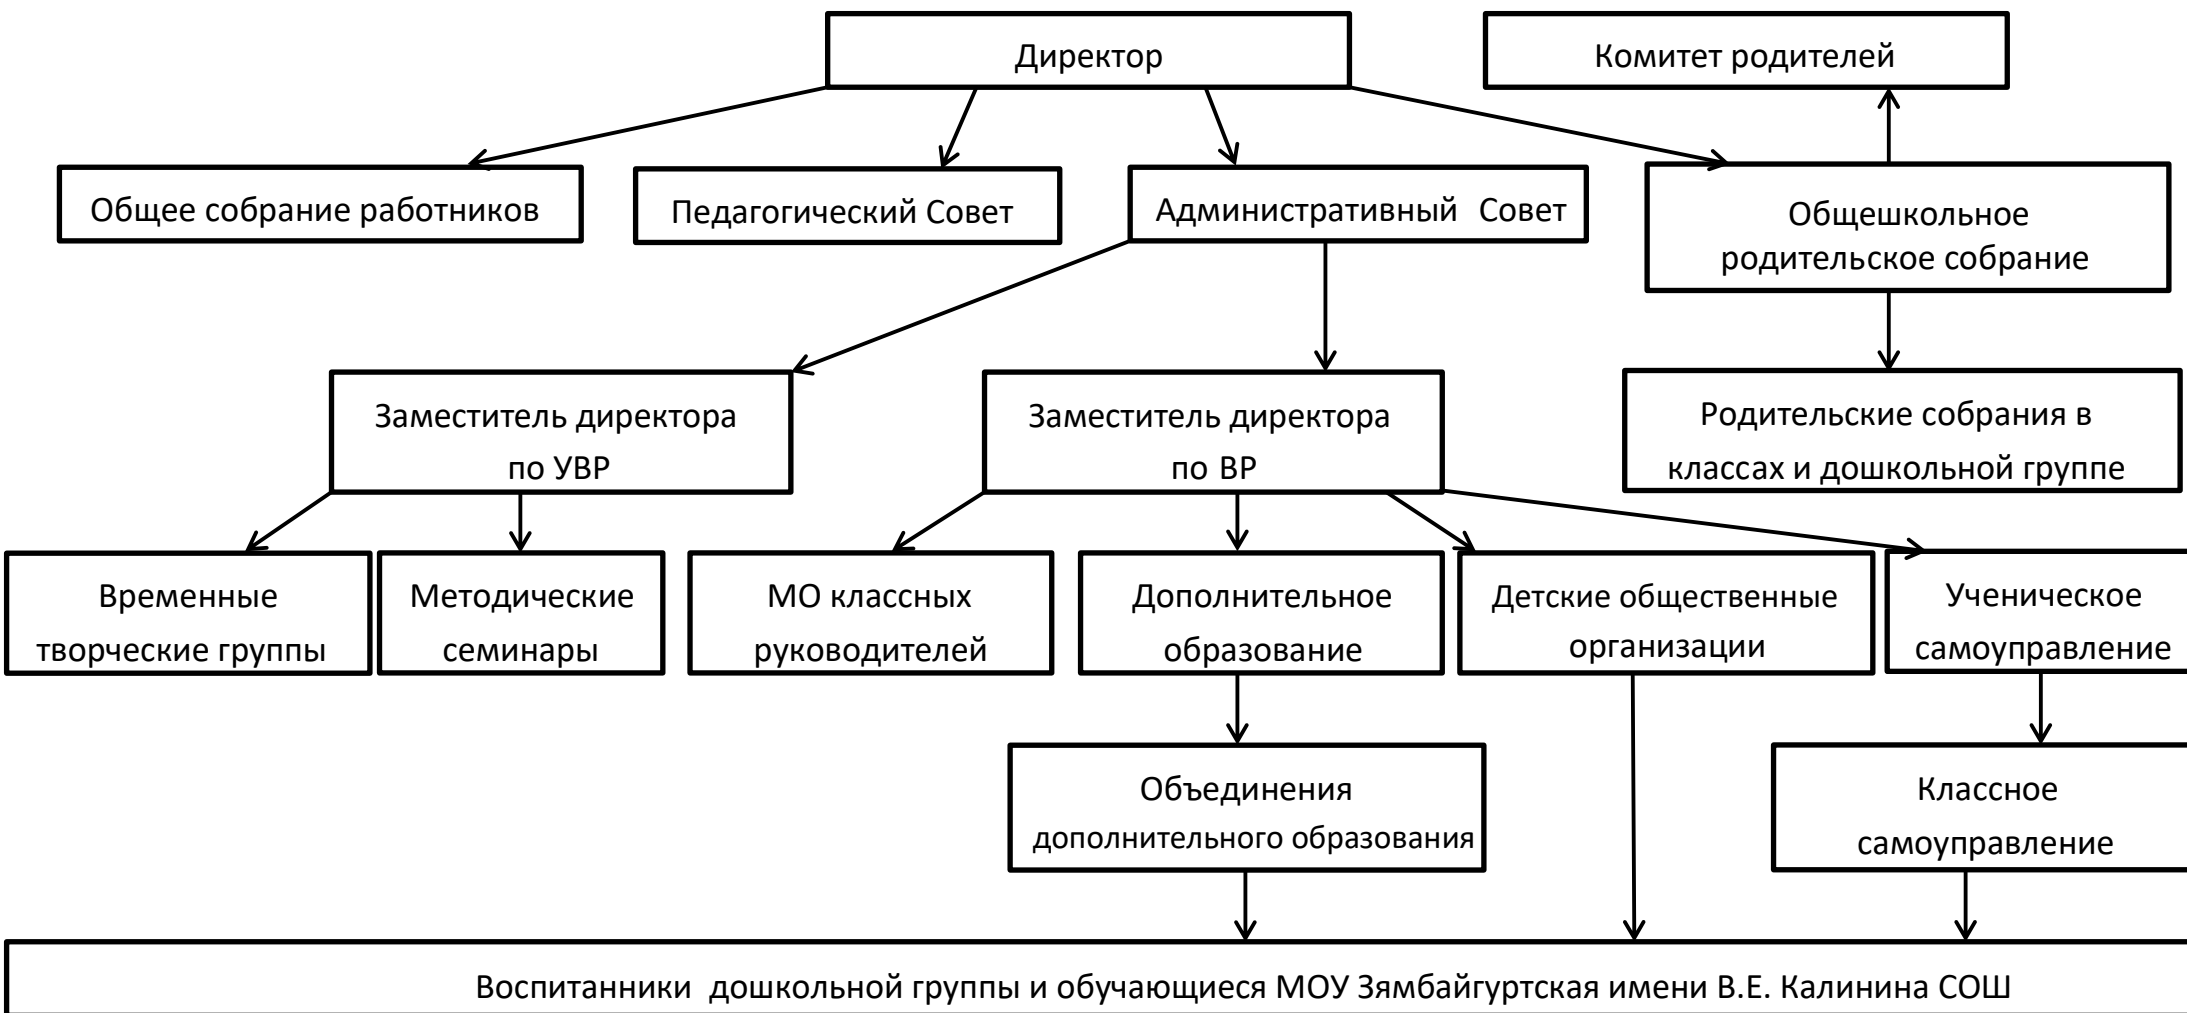 Директор
Комитет родителей
Общее собрание работников
Педагогический Совет
Административный Совет
Общешкольное
родительское собрание
Заместитель директора
по УВР
Заместитель директора
по ВР
Родительские собрания в
классах и дошкольной группе
Временные
творческие группы
Методические
семинары
МО классных
руководителей
Дополнительное
образование
Детские общественные
организации
Ученическое
самоуправление
Объединения
дополнительного образования
Классное
самоуправление
Воспитанники дошкольной группы и обучающиеся МОУ Зямбайгуртская имени В.Е. Калинина СОШ